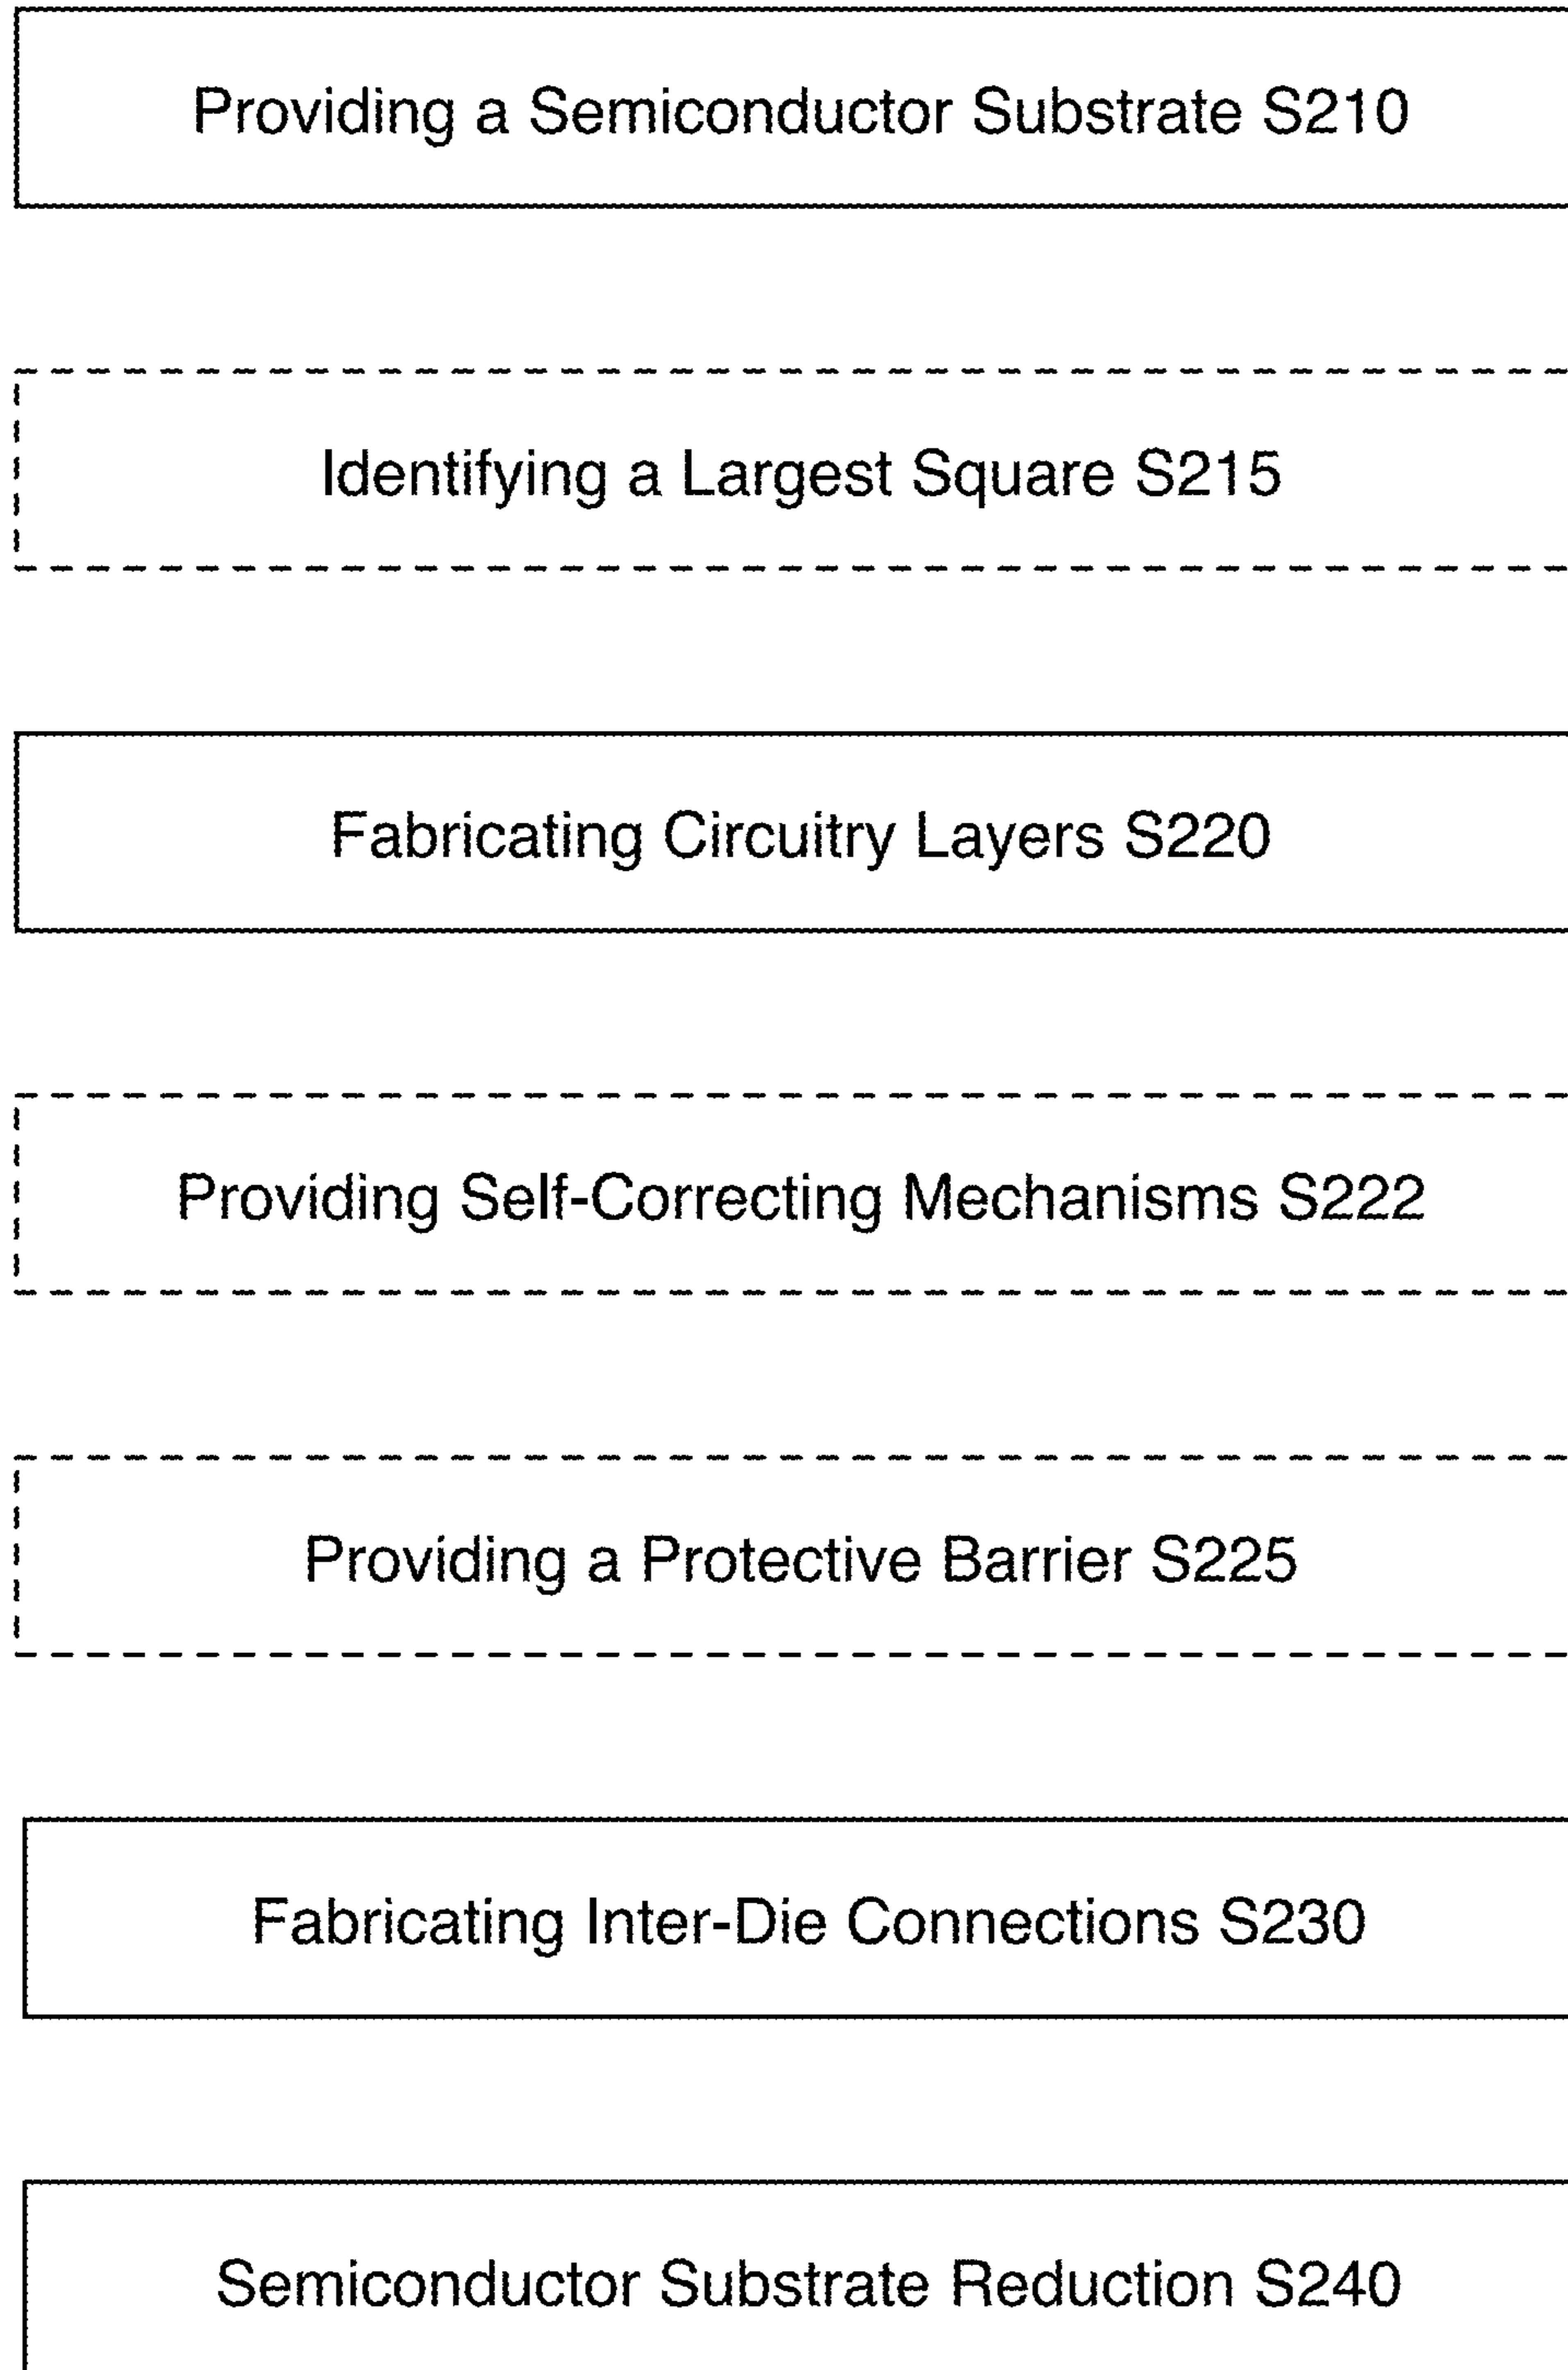 Providing a Semiconductor Substrate S210
Identifying a Largest Square S215
Fabricating Circuitry Layers S220
Providing Self-Correcting Mechanisms S222
Providing a Protective Barrier S225
Fabricating Inter-Die Connections S230
Semiconductor Substrate Reduction S240